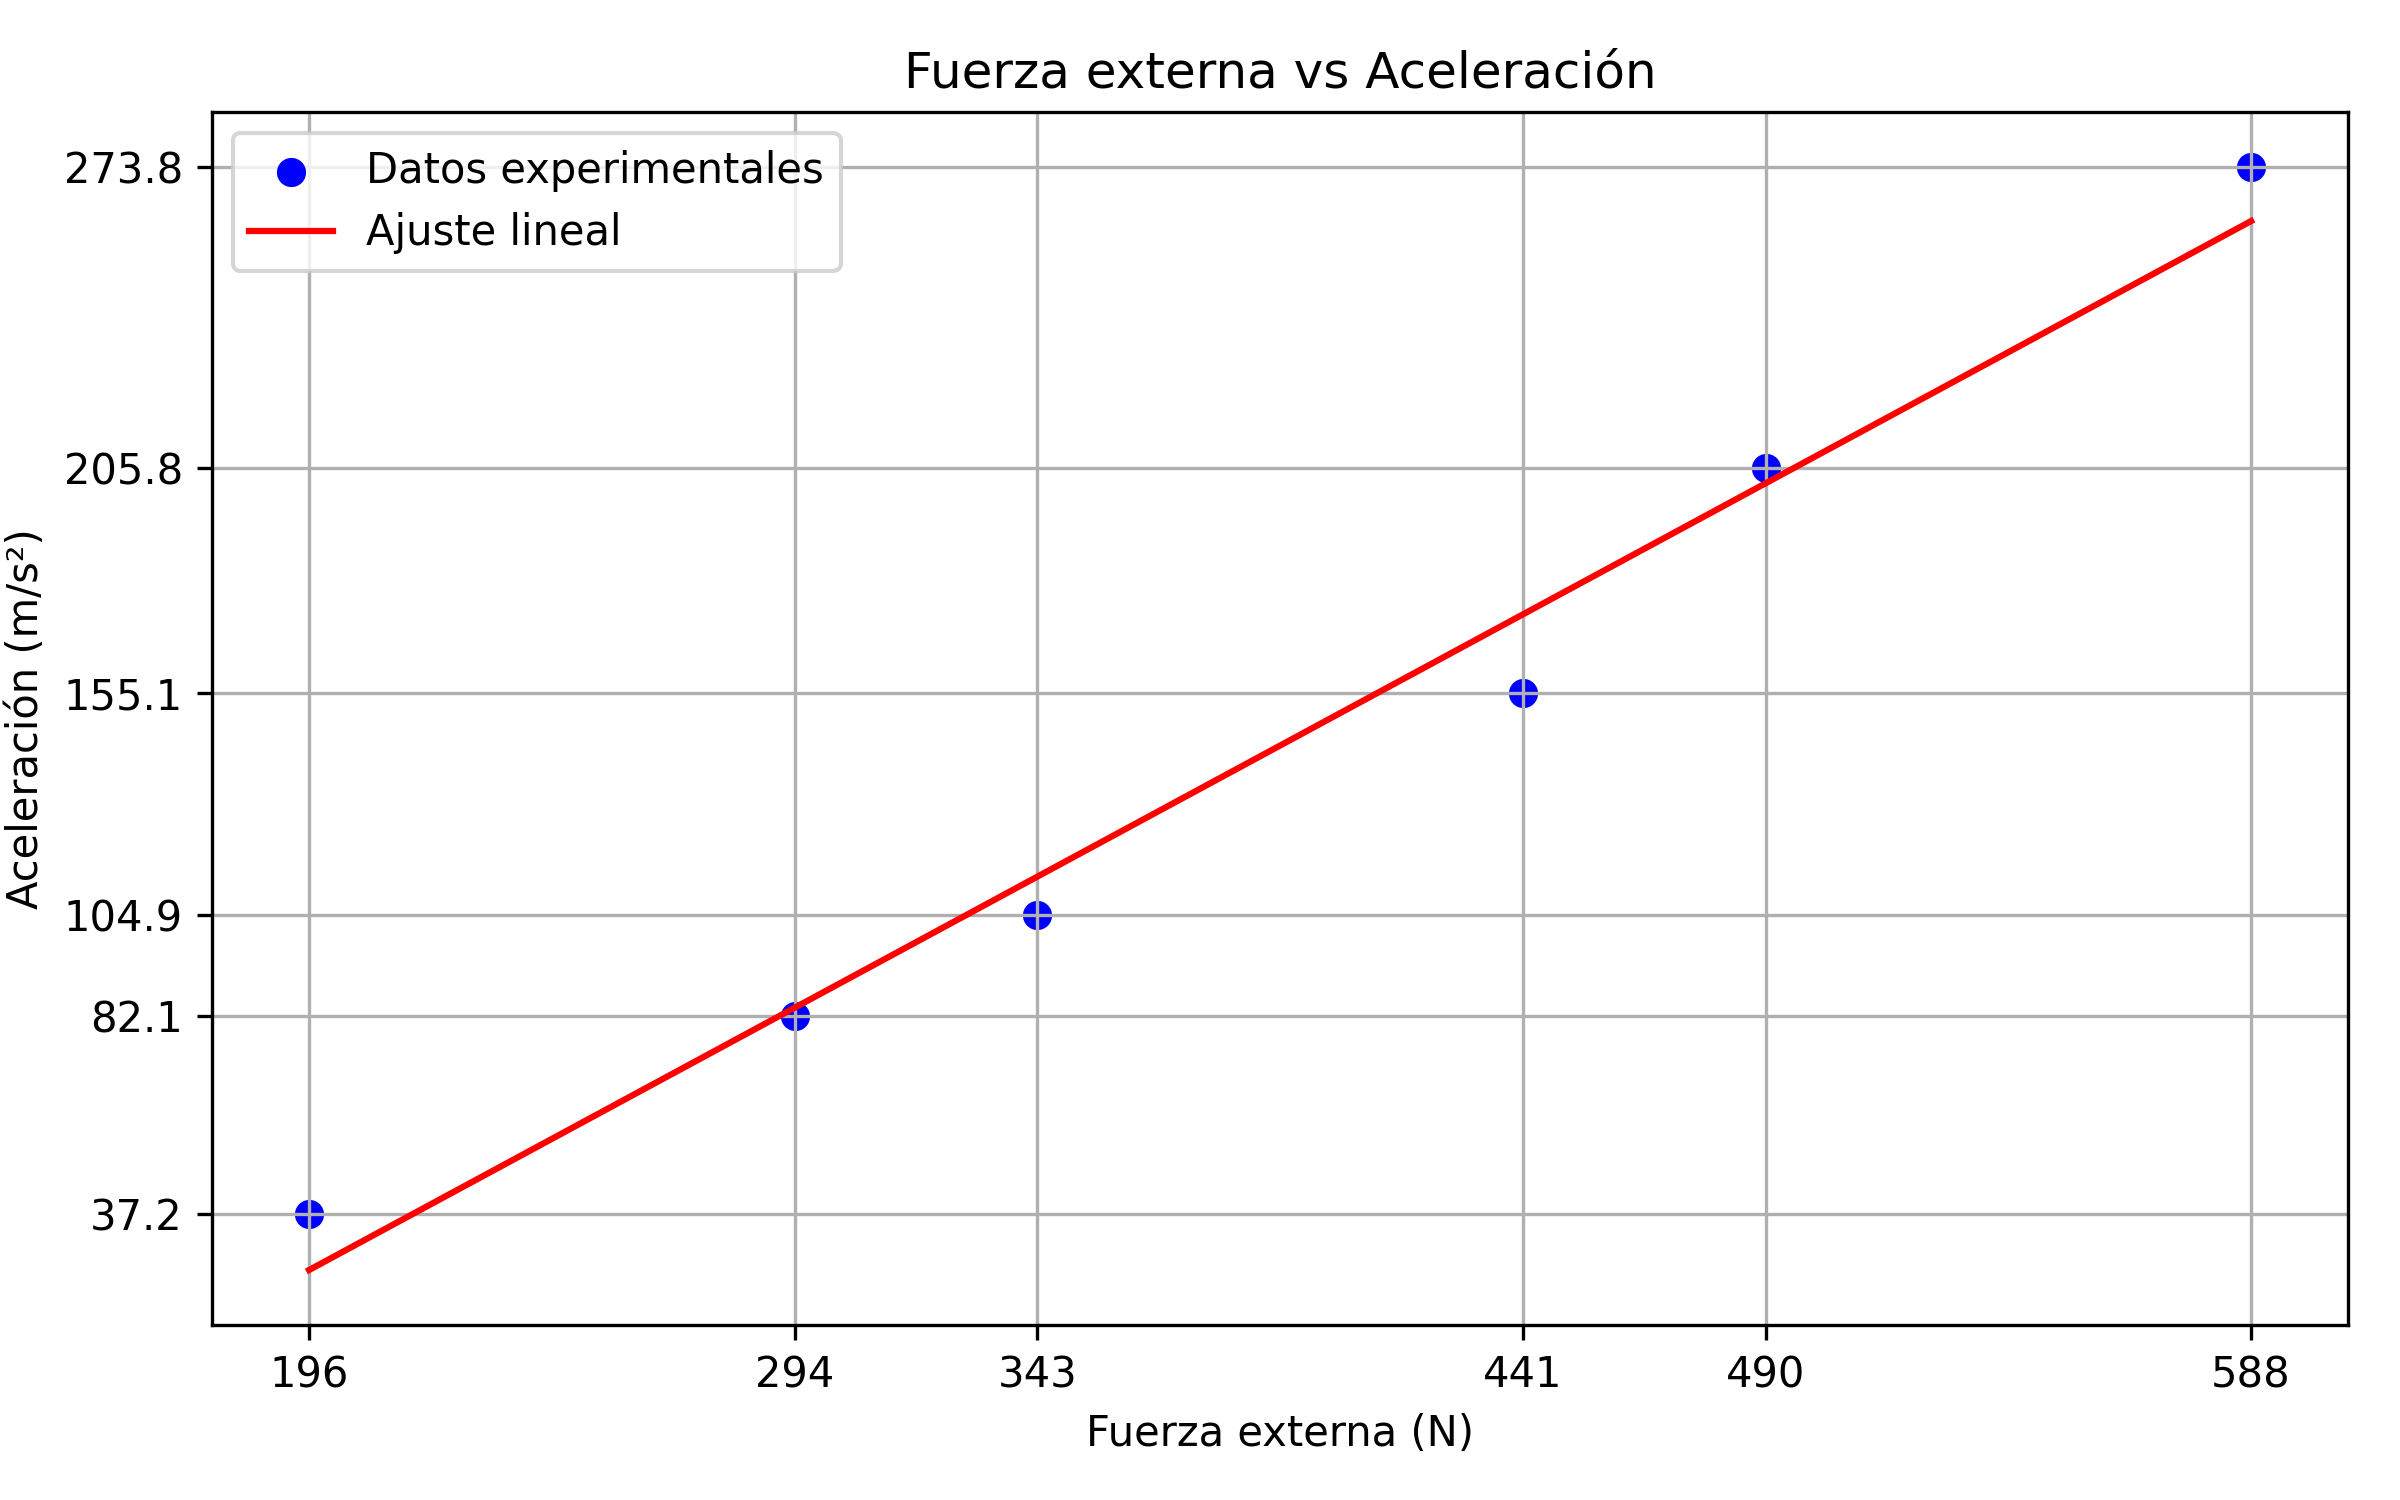 Fuerza externa vs Aceleración
Datos experimentales
Ajuste lineal
Aceleración (m/s²)
273.8
205.8
155.1
104.9
82.1
37.2
196 294 343 441 490 588
Fuerza externa (N)